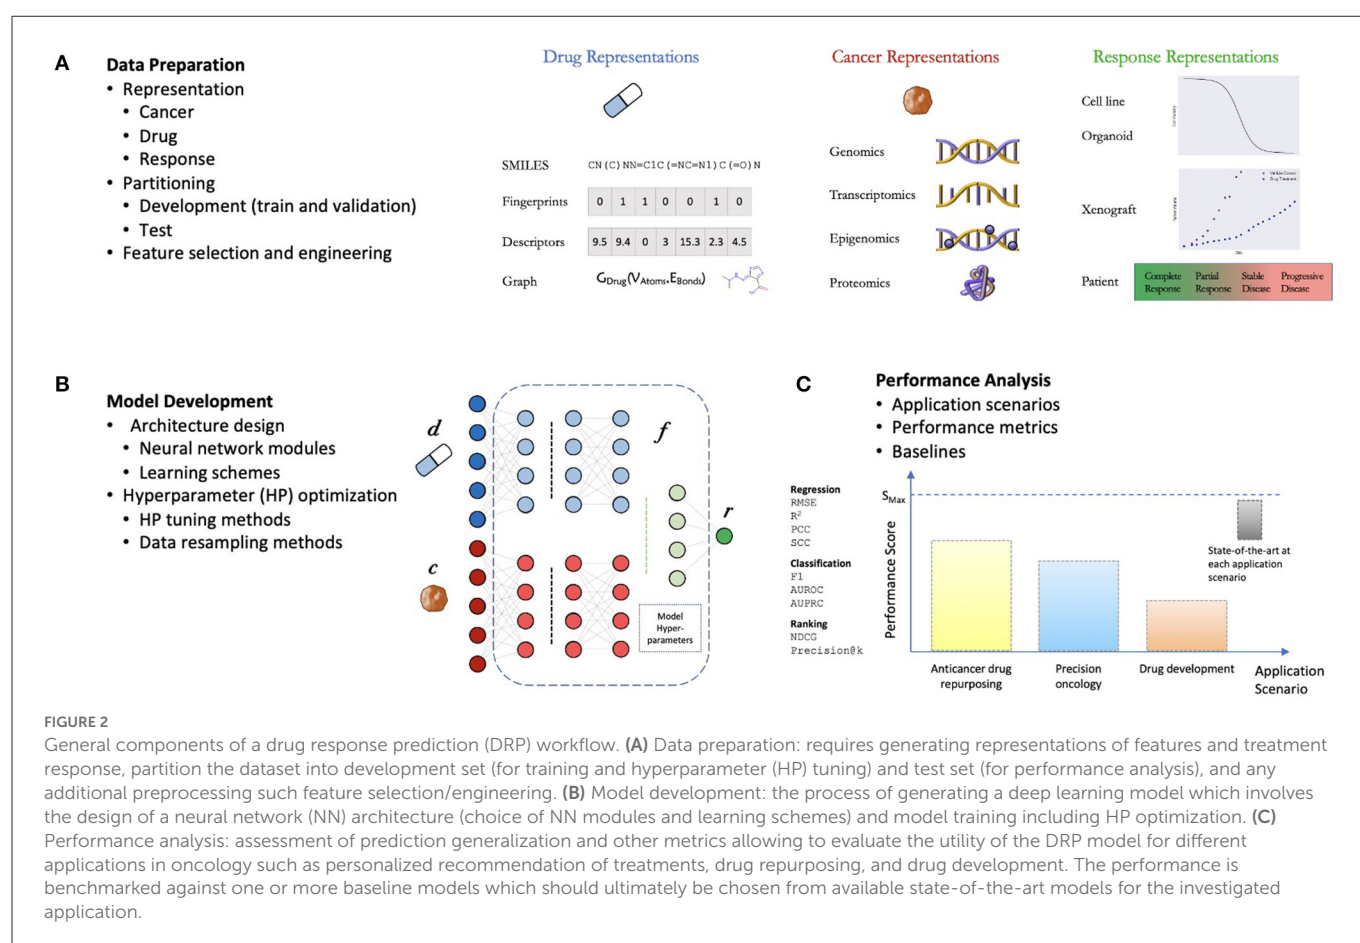 A
Data Preparation
• Representation
• Cancer
• Drug
• Response
• Partitioning
• Development (train and validation)
• Test
• Feature selection and engineering
Drug Representations
SMILES CN(C)NN=C1C(=NC=N1)C(=O)N
Fingerprints 0 1 1 0 0 1 0
Descriptors 9.5 9.4 0 3 15.3 2.3 4.5
Graph GDrug(VAtoms,EBonds)
Cancer Representations
Genomics
Transcriptomics
Epigenomics
Proteomics
Response Representations
Cell line
Organoid
Xenograft
Patient
Complete Response
Partial Response
Stable Disease
Progressive Disease
B
Model Development
• Architecture design
• Neural network modules
• Learning schemes
• Hyperparameter (HP) optimization
• HP tuning methods
• Data resampling methods
d
c
f
r
Model
Hyper-
parameters
C
Performance Analysis
• Application scenarios
• Performance metrics
• Baselines
Regression
RMSE
R²
PCC
SCC
Classification
F1
AUROC
AUPRC
Ranking
NDCG
Precision@k
Performance Score
SMax
State-of-the-art at
each application
scenario
Anticancer drug
repurposing
Precision
oncology
Drug development
Application
Scenario
FIGURE 2
General components of a drug response prediction (DRP) workflow. (A) Data preparation: requires generating representations of features and treatment
response, partition the dataset into development set (for training and hyperparameter (HP) tuning) and test set (for performance analysis), and any
additional preprocessing such feature selection/engineering. (B) Model development: the process of generating a deep learning model which involves
the design of a neural network (NN) architecture (choice of NN modules and learning schemes) and model training including HP optimization. (C)
Performance analysis: assessment of prediction generalization and other metrics allowing to evaluate the utility of the DRP model for different
applications in oncology such as personalized recommendation of treatments, drug repurposing, and drug development. The performance is
benchmarked against one or more baseline models which should ultimately be chosen from available state-of-the-art models for the investigated
application.